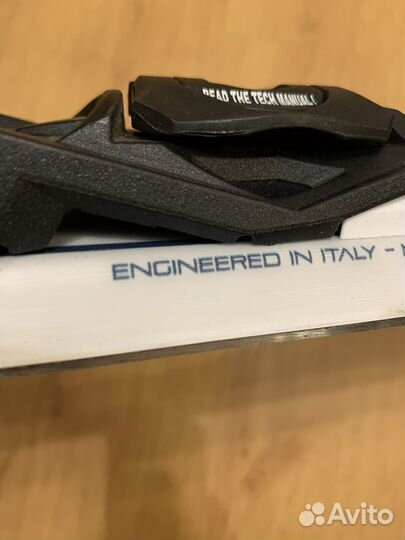 READ THE TECH MANUAL!
ENGINEERED IN ITALY -
Avito